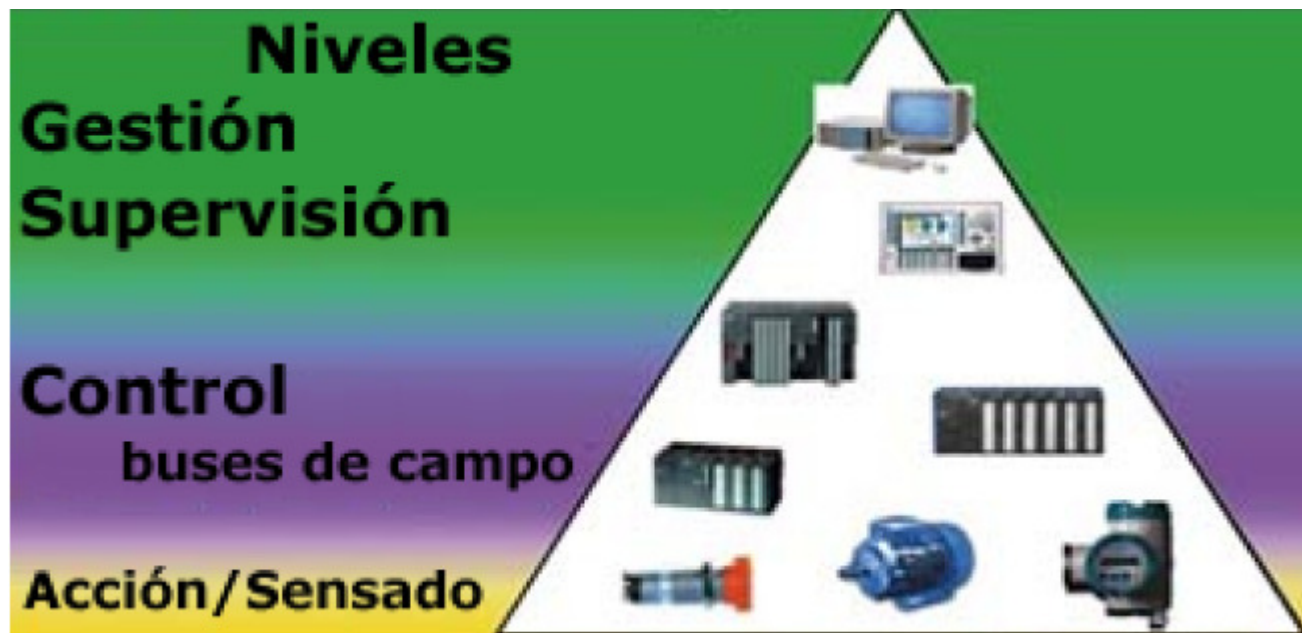 Niveles
Gestión
Supervisión
Control
buses de campo
Acción/Sensado